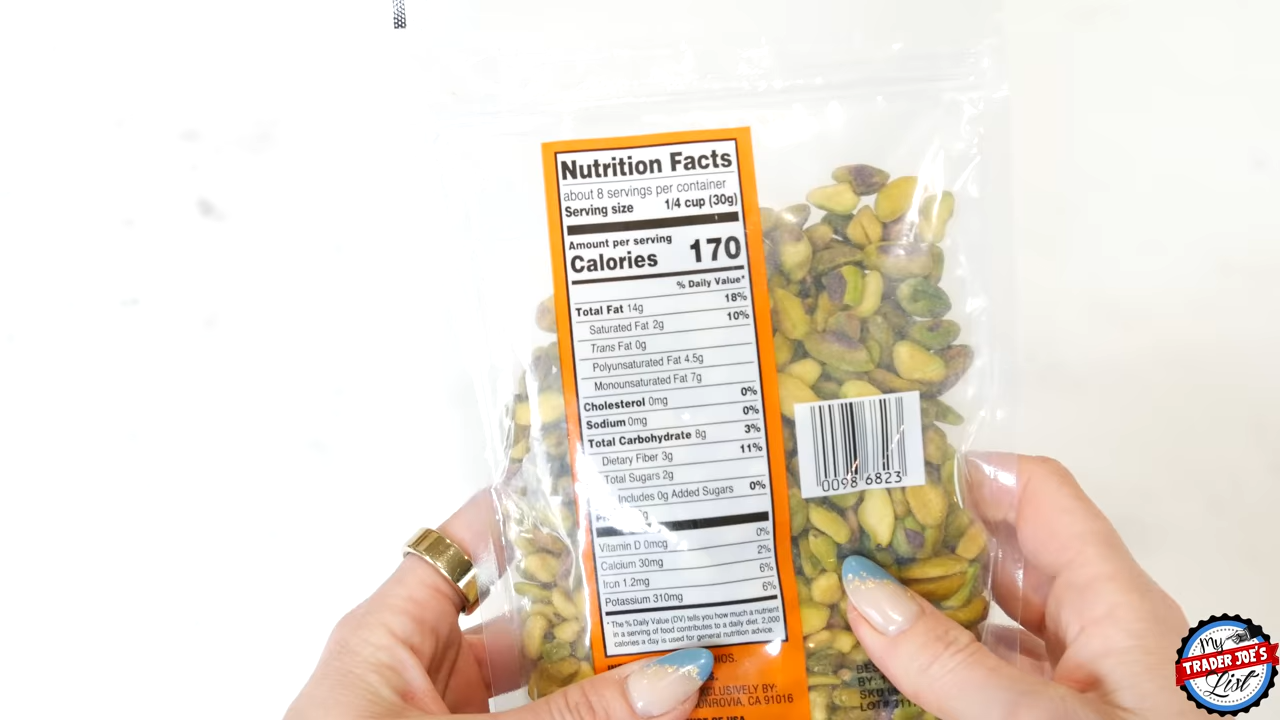 Nutrition Facts
about 8 servings per container
Serving size 1/4 cup (30g)
Amount per serving
Calories 170
% Daily Value*
Total Fat 14g 18%
Saturated Fat 2g 10%
Trans Fat 0g
Polyunsaturated Fat 4.5g
Monounsaturated Fat 7g
Cholesterol 0mg 0%
Sodium 0mg 0%
Total Carbohydrate 8g 3%
Dietary Fiber 3g 11%
Total Sugars 2g
Includes 0g Added Sugars 0%
Vitamin D 0mcg 0%
Calcium 30mg 2%
Iron 1.2mg 6%
Potassium 310mg 6%
* The % Daily Value (DV) tells you how much a nutrient
in a serving of food contributes to a daily diet. 2,000
calories a day is used for general nutrition advice.
BY:
CA 91016
OF USA
0098 6823
SKU
LOT#
My
TRADER JOE'S
List